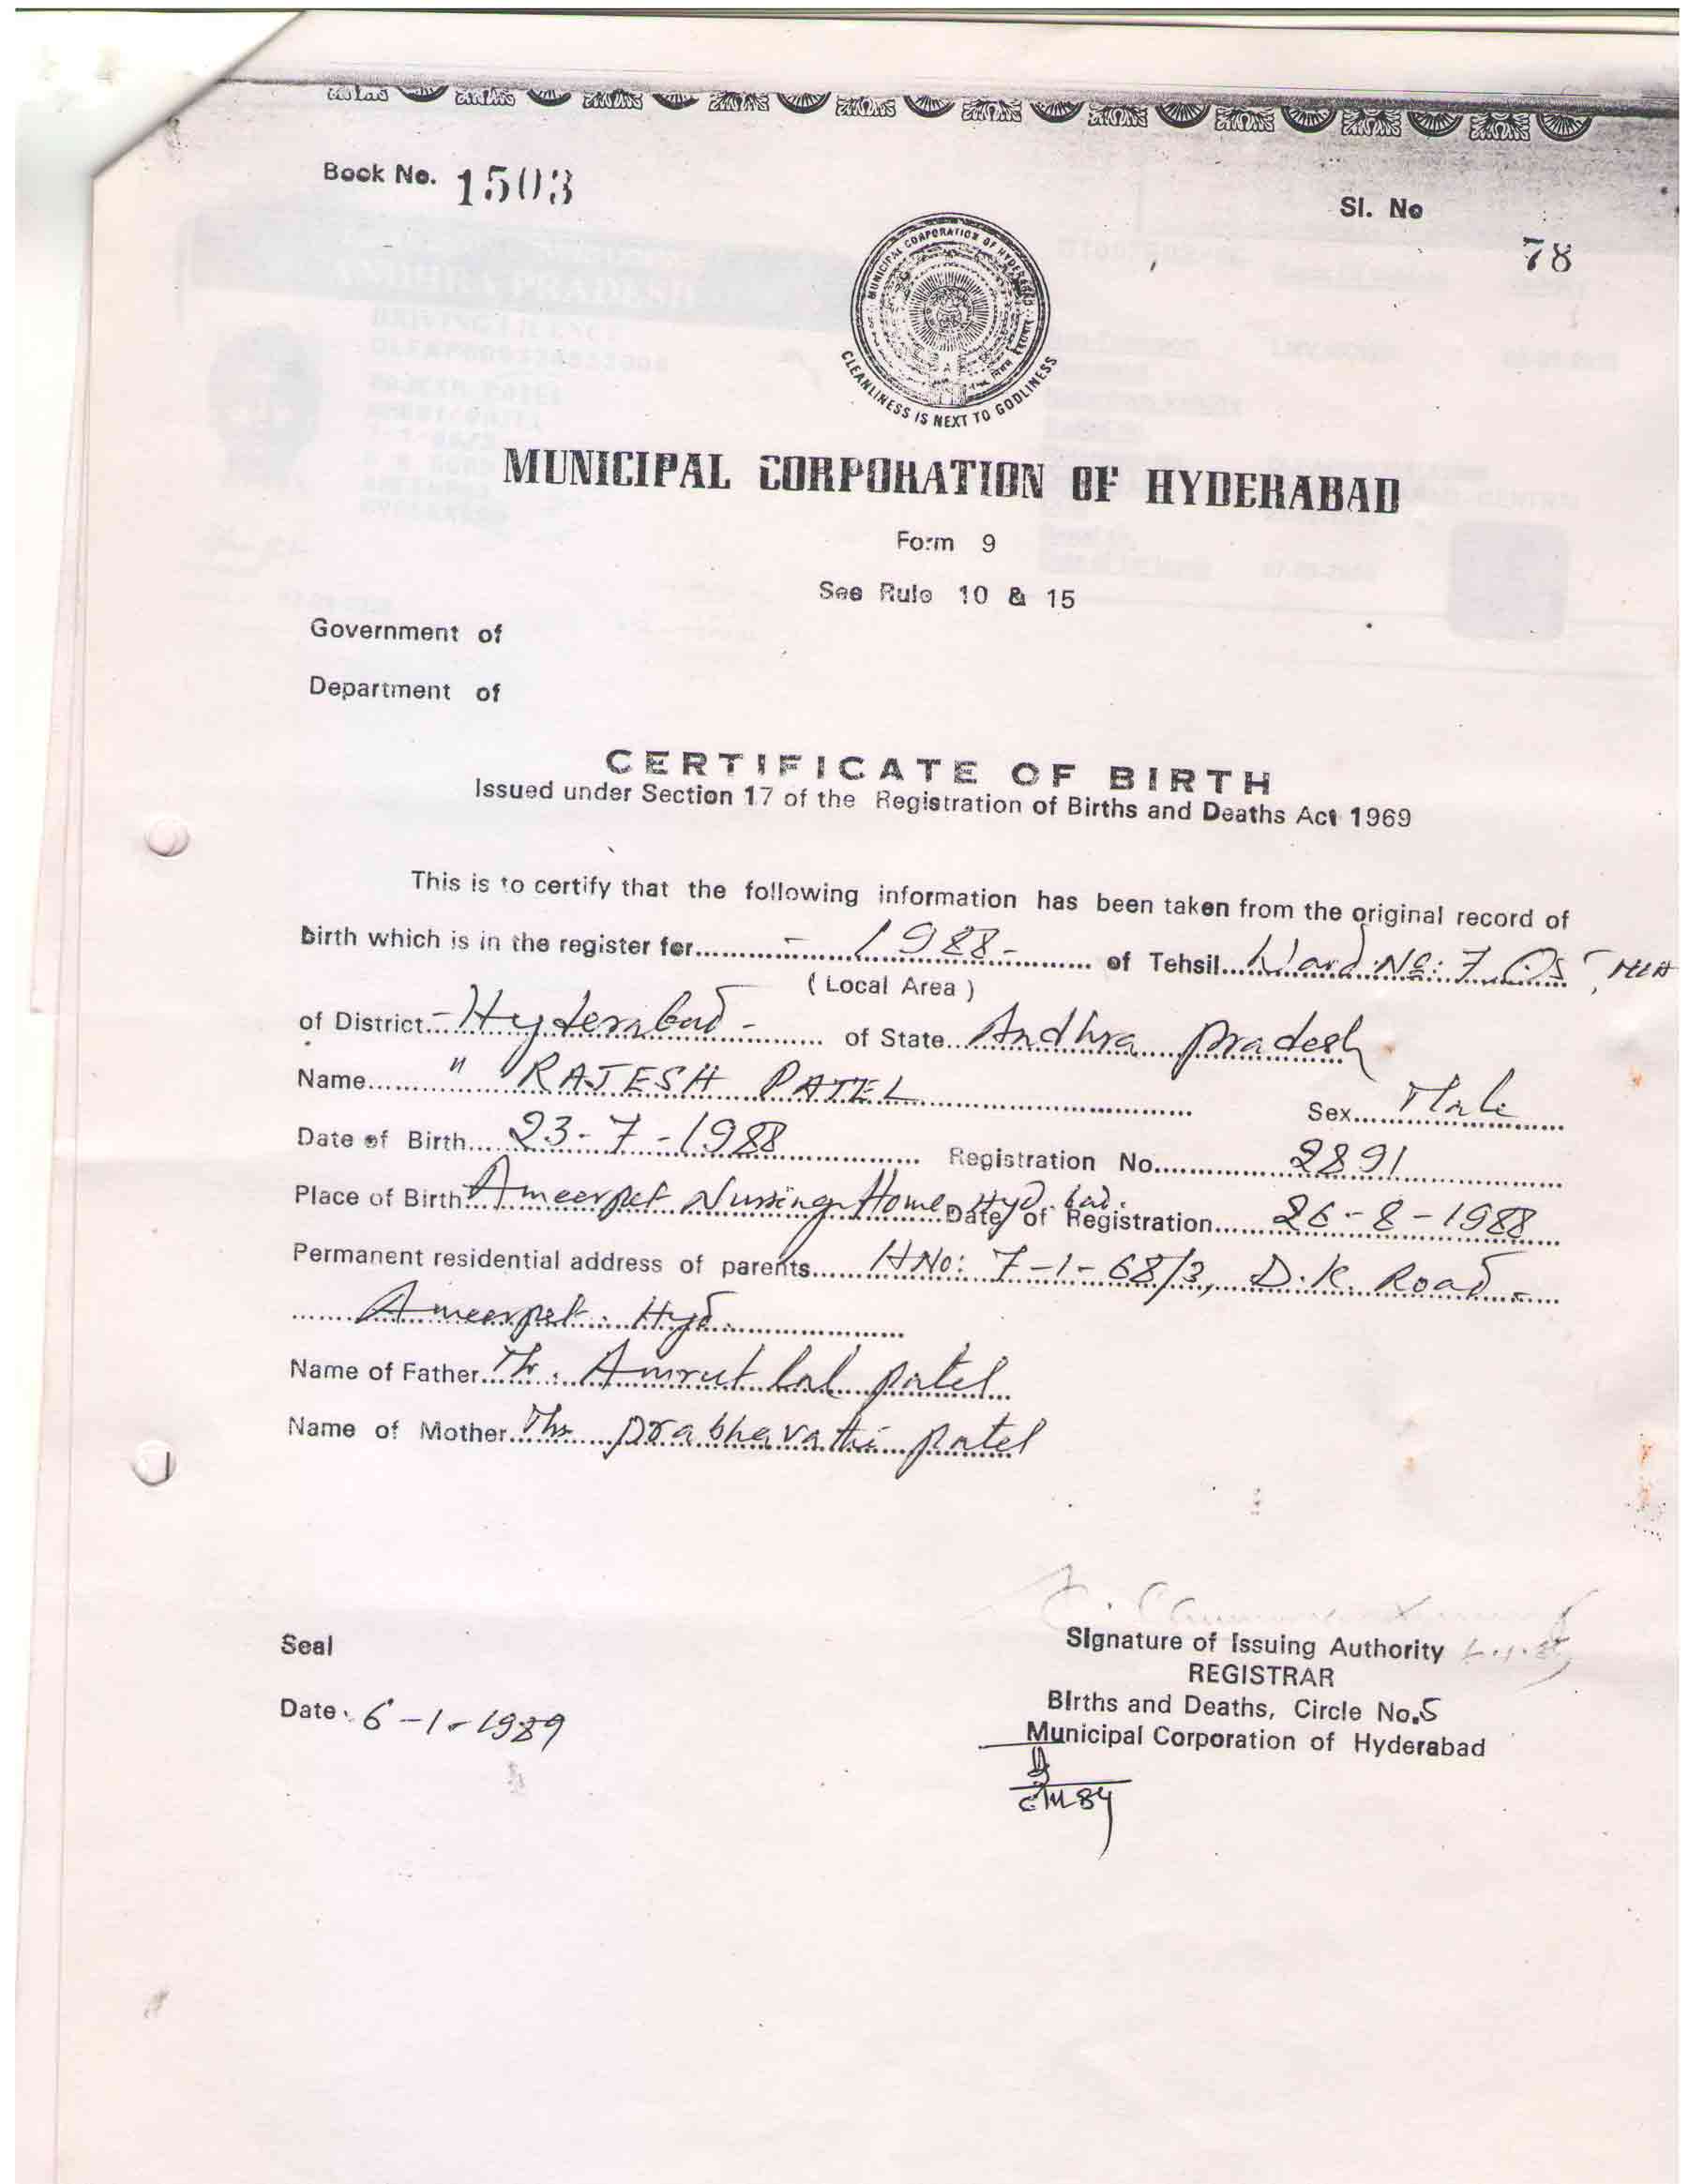 Book No. 1503
Sl. No
78
MUNICIPAL CORPORATION OF HYDERABAD
CLEANLINESS IS NEXT TO GODLINESS
MUNICIPAL CORPORATION OF HYDERABAD
Form 9
See Rule 10 & 15
Government of
Department of
CERTIFICATE OF BIRTH
Issued under Section 17 of the Registration of Births and Deaths Act 1969
This is to certify that the following information has been taken from the original record of
birth which is in the register for - 1988 - of Tehsil Ward No: 7
( Local Area )
of District - Hyderabad - of State Andhra pradesh
Name " RAJESH PATEL Sex Male
Date of Birth 23-7-1988 Registration No. 2891
Place of Birth Ameerpet Nursing Home, Hyd. bad. Date of Registration 26-8-1988
Permanent residential address of parents HNo: 7-1-68/3, D.K. Road -
Ameerpet. Hyd.
Name of Father Amrut lal patel
Name of Mother prabhavathi patel
Seal
Signature of Issuing Authority
REGISTRAR
Date 6-1-1989
Births and Deaths, Circle No. 5
Municipal Corporation of Hyderabad